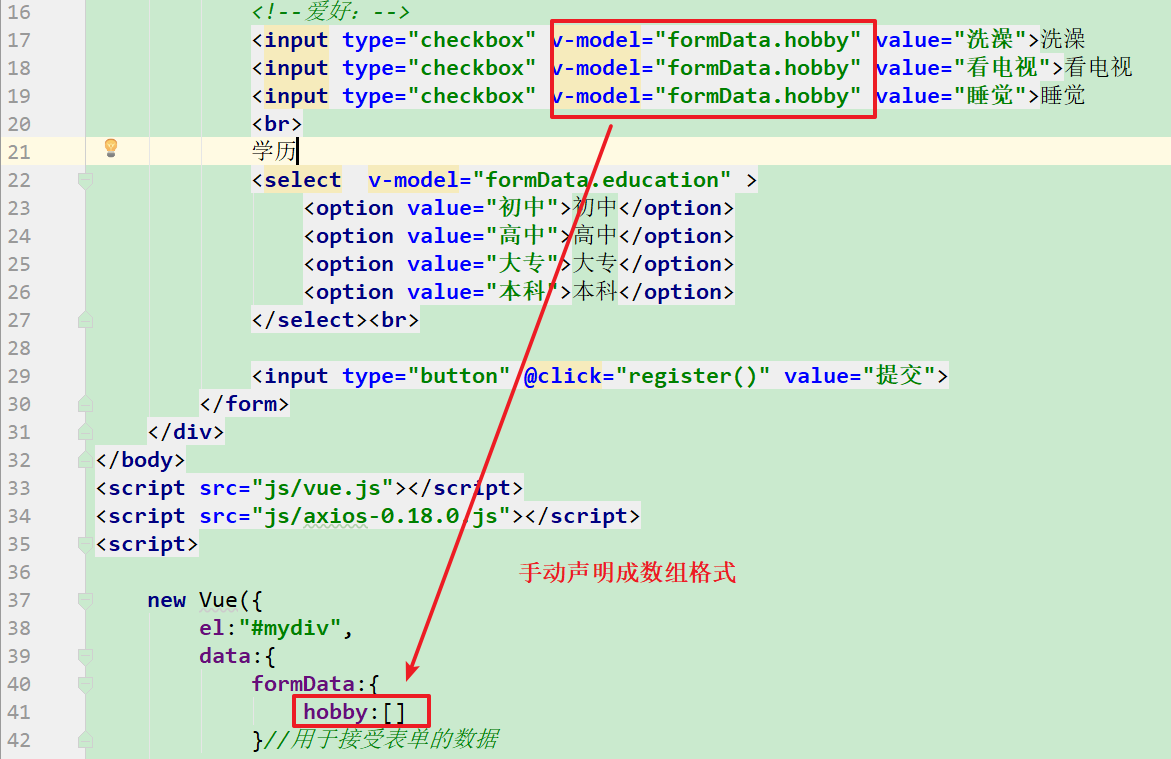 16 <!--爱好：-->
17 <input type="checkbox" v-model="formData.hobby" value="洗澡">洗澡
18 <input type="checkbox" v-model="formData.hobby" value="看电视">看电视
19 <input type="checkbox" v-model="formData.hobby" value="睡觉">睡觉
20 <br>
21 学历
22 <select  v-model="formData.education" >
23 <option value="初中">初中</option>
24 <option value="高中">高中</option>
25 <option value="大专">大专</option>
26 <option value="本科">本科</option>
27 </select><br>
28
29 <input type="button" @click="register()" value="提交">
30 </form>
31 </div>
32 </body>
33 <script src="js/vue.js"></script>
34 <script src="js/axios-0.18.0.js"></script>
35 <script>
36 手动声明成数组格式
37 new Vue({
38 el:"#mydiv",
39 data:{
40 formData:{
41 hobby:[]
42 }//用于接受表单的数据